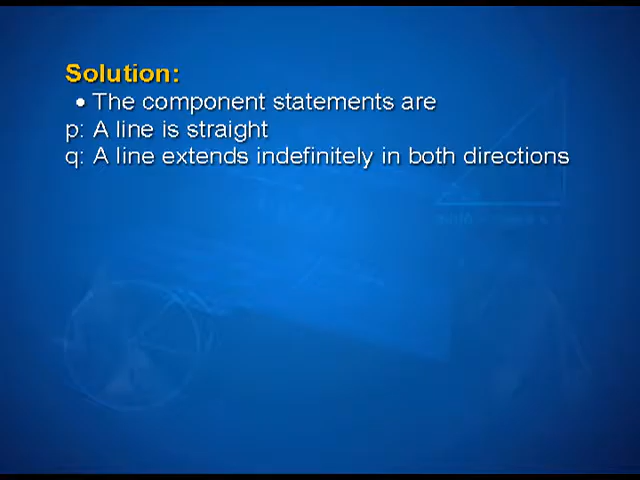 Solution:
• The component statements are
p: A line is straight
q: A line extends indefinitely in both directions